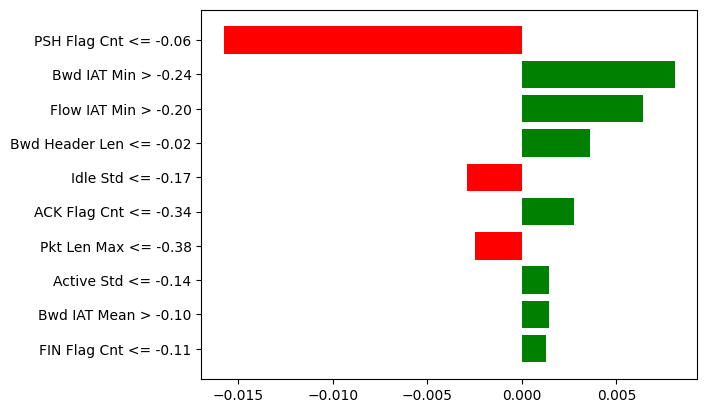 PSH Flag Cnt <= -0.06
Bwd IAT Min > -0.24
Flow IAT Min > -0.20
Bwd Header Len <= -0.02
Idle Std <= -0.17
ACK Flag Cnt <= -0.34
Pkt Len Max <= -0.38
Active Std <= -0.14
Bwd IAT Mean > -0.10
FIN Flag Cnt <= -0.11
−0.015 −0.010 −0.005 0.000 0.005